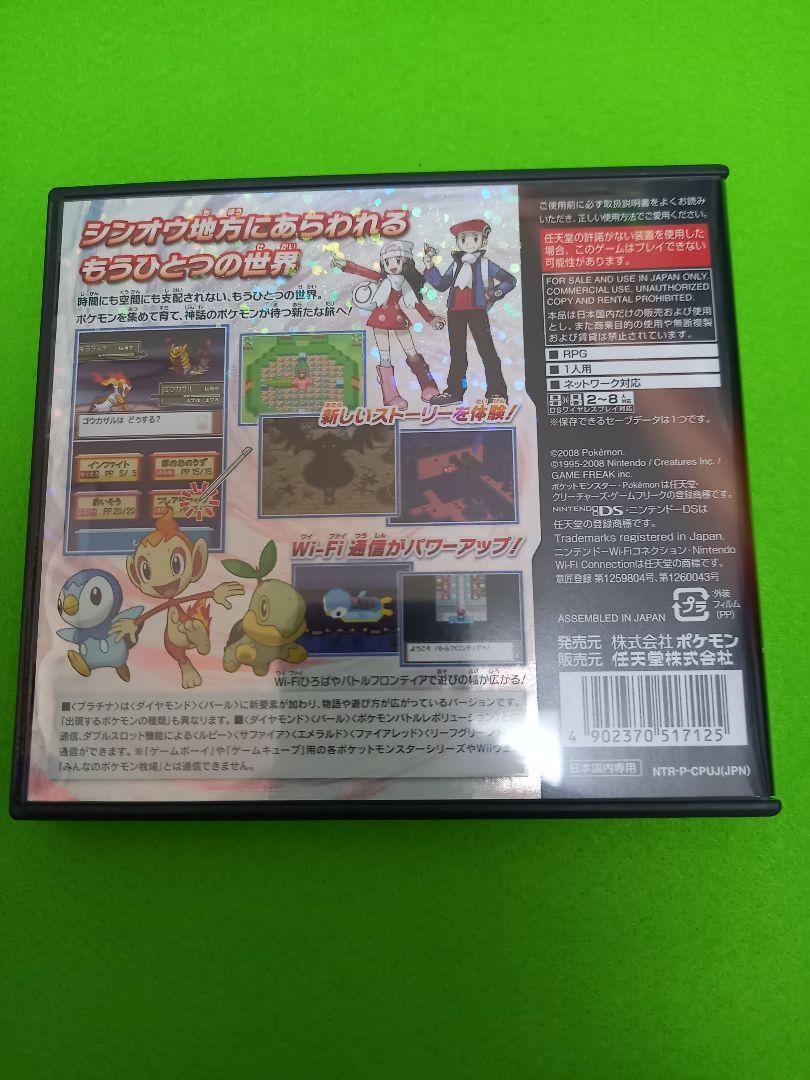 シンオウ地方にあらわれる
もうひとつの世界
時間にも空間にも支配されない、もうひとつの世界。
ポケモンを集めて育て、神話のポケモンが待つ新たな旅へ!
ゴウカザル
ゴウカザルは どうする?
インファイト
PP 5/ 5
ほのおのうず
PP 15/15
めいそう
PP 20/20
フレア
新しいストーリーを体験!
Wi-Fi 通信がパワーアップ!
ようこそ バトルフロンティアへ!
Wi-Fiひろばやバトルフロンティアで遊びの幅が広がる!
■〈プラチナ〉は〈ダイヤモンド〉〈パール〉に新要素が加わり、物語や遊び方が広がっているバージョンです。
「出現するポケモンの種類」も異なります。■〈ダイヤモンド〉〈パール〉〈ポケモンバトルレボリューション〉との
通信、ダブルスロット機能による〈ルビー〉〈サファイア〉〈エメラルド〉〈ファイアレッド〉〈リーフグリーン〉
通信ができます。※「ゲームボーイ」や「ゲームキューブ」用の各ポケットモンスターシリーズやWiiウェア
「みんなのポケモン牧場」とは通信できません。
ご使用前に必ず取扱説明書をよくお読み
いただき、正しい使用方法でご愛用ください。
任天堂の許諾がない装置を使用した
場合、このゲームはプレイできない
可能性があります。
FOR SALE AND USE IN JAPAN ONLY.
COMMERCIAL USE, UNAUTHORIZED
COPY AND RENTAL PROHIBITED.
本品は日本国内だけの販売および使用
とし、また商業目的の使用や無断複製
および賃貸は禁止されています。
■ RPG
■ 1人用
■ ネットワーク対応
2~8人対応
DSワイヤレスプレイ対応
※保存できるセーブデータは1つです。
©2008 Pokémon.
©1995-2008 Nintendo / Creatures Inc. /
GAME FREAK inc.
ポケットモンスター・Pokémonは任天堂・
クリーチャーズ・ゲームフリークの登録商標です。
NINTENDO DS・ニンテンドーDSは
任天堂の登録商標です。
Trademarks registered in Japan.
ニンテンドーWi-Fiコネクション・Nintendo
Wi-Fi Connectionは任天堂の商標です。
意匠登録 第1259804号、第1260043号
ASSEMBLED IN JAPAN
プラ
:外装
フィルム
(PP)
発売元 株式会社 ポケモン
販売元 任天堂株式会社
4 902370 517125
日本国内専用
NTR-P-CPUJ(JPN)